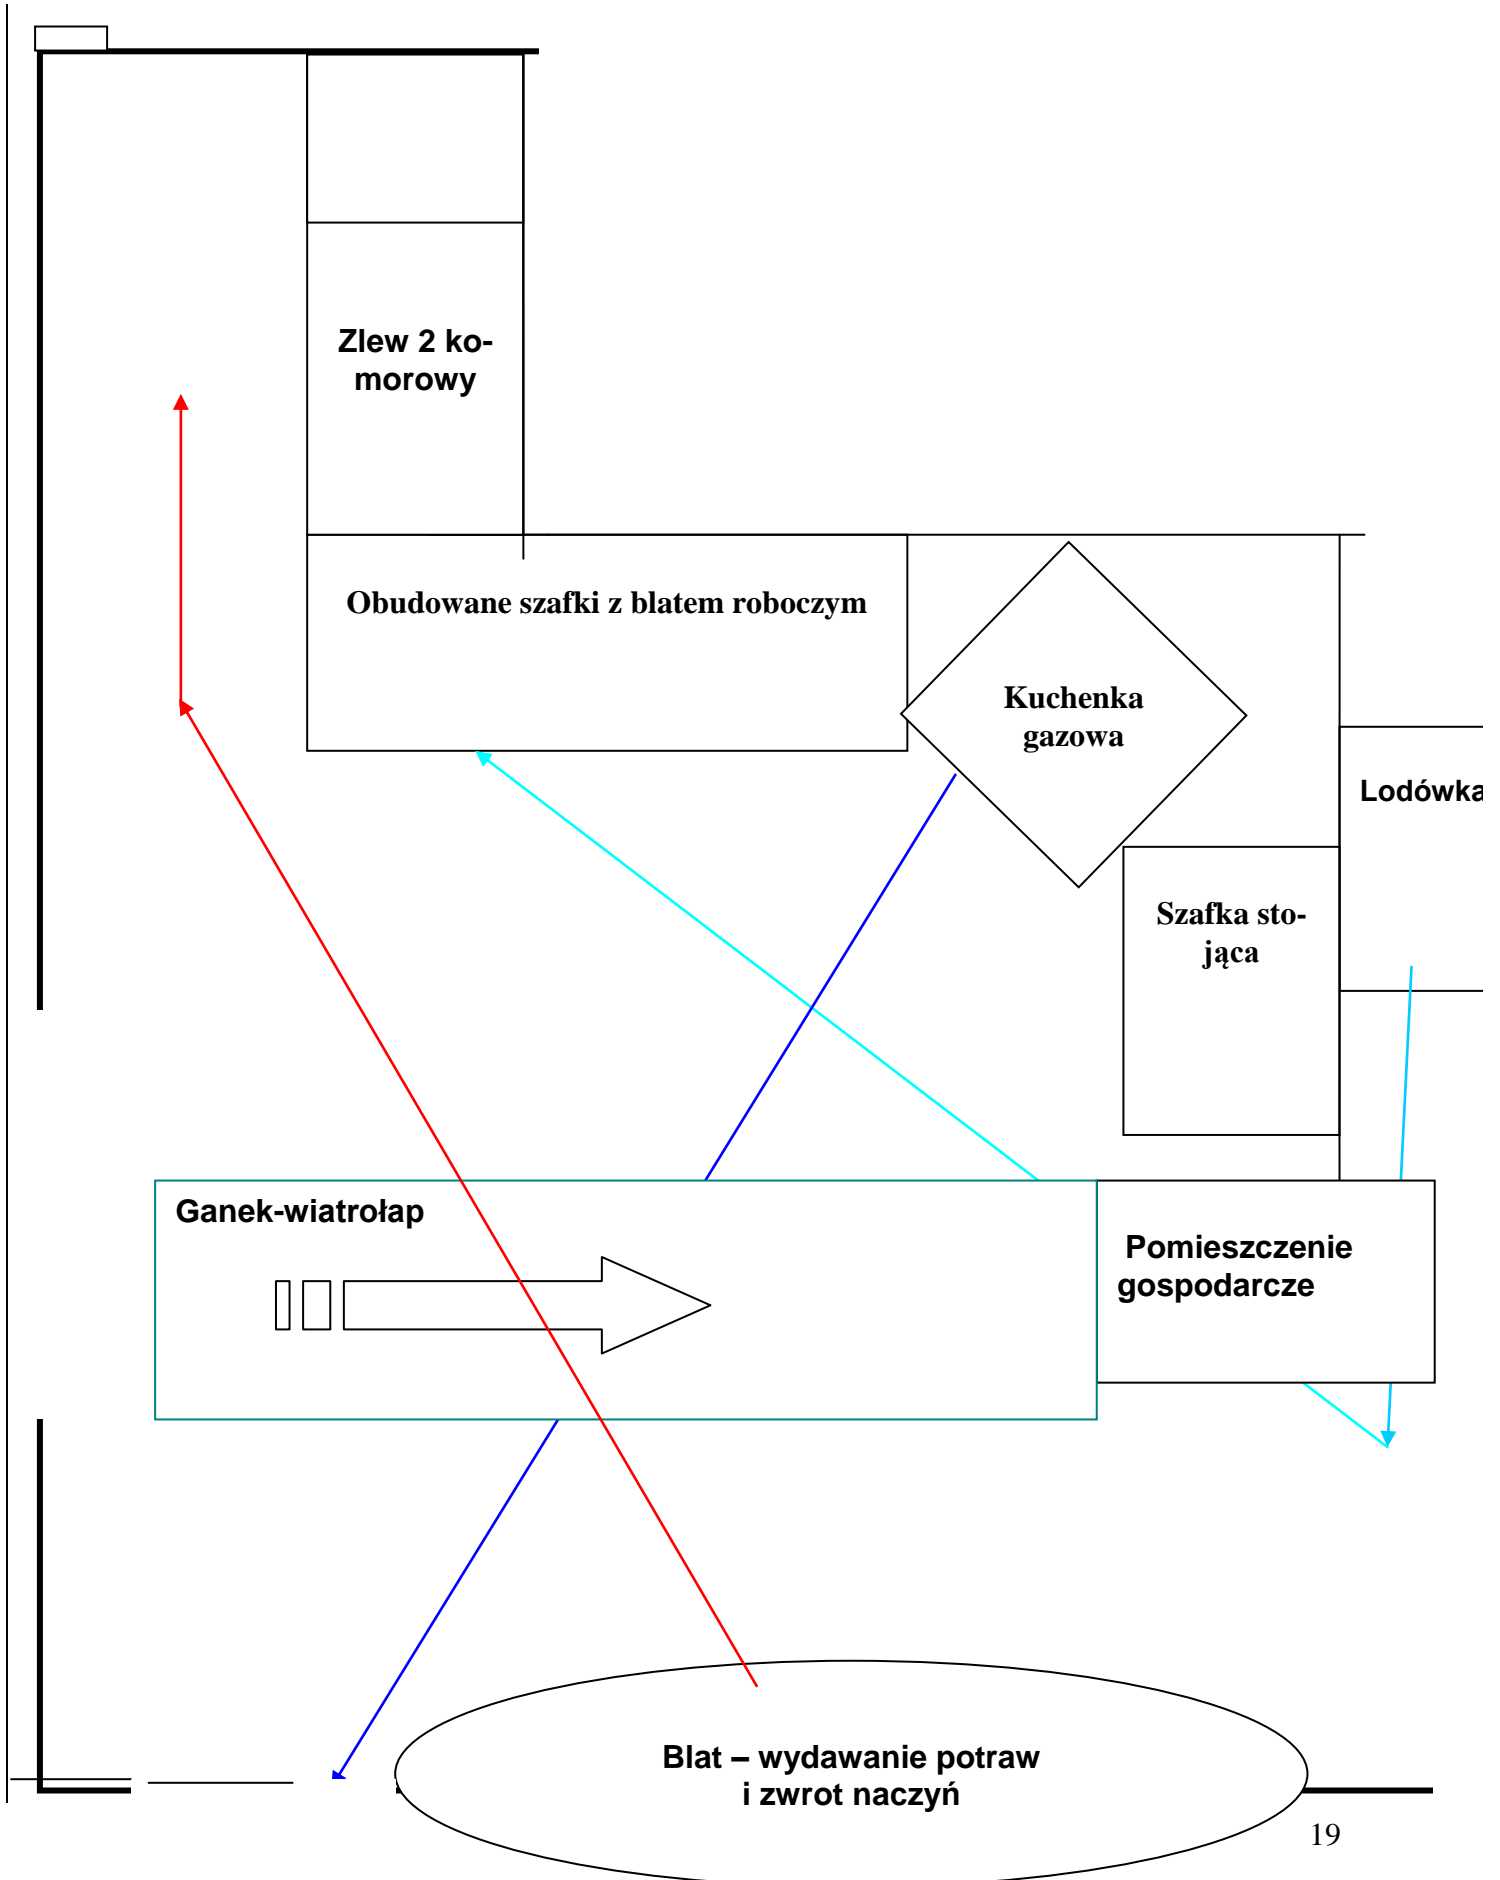 Zlew 2 ko-
morowy
Obudowane szafki z blatem roboczym
Kuchenka
gazowa
Lodówka
Szafka sto-
jąca
Ganek-wiatrołap
Pomieszczenie
gospodarcze
Blat – wydawanie potraw
i zwrot naczyń
19